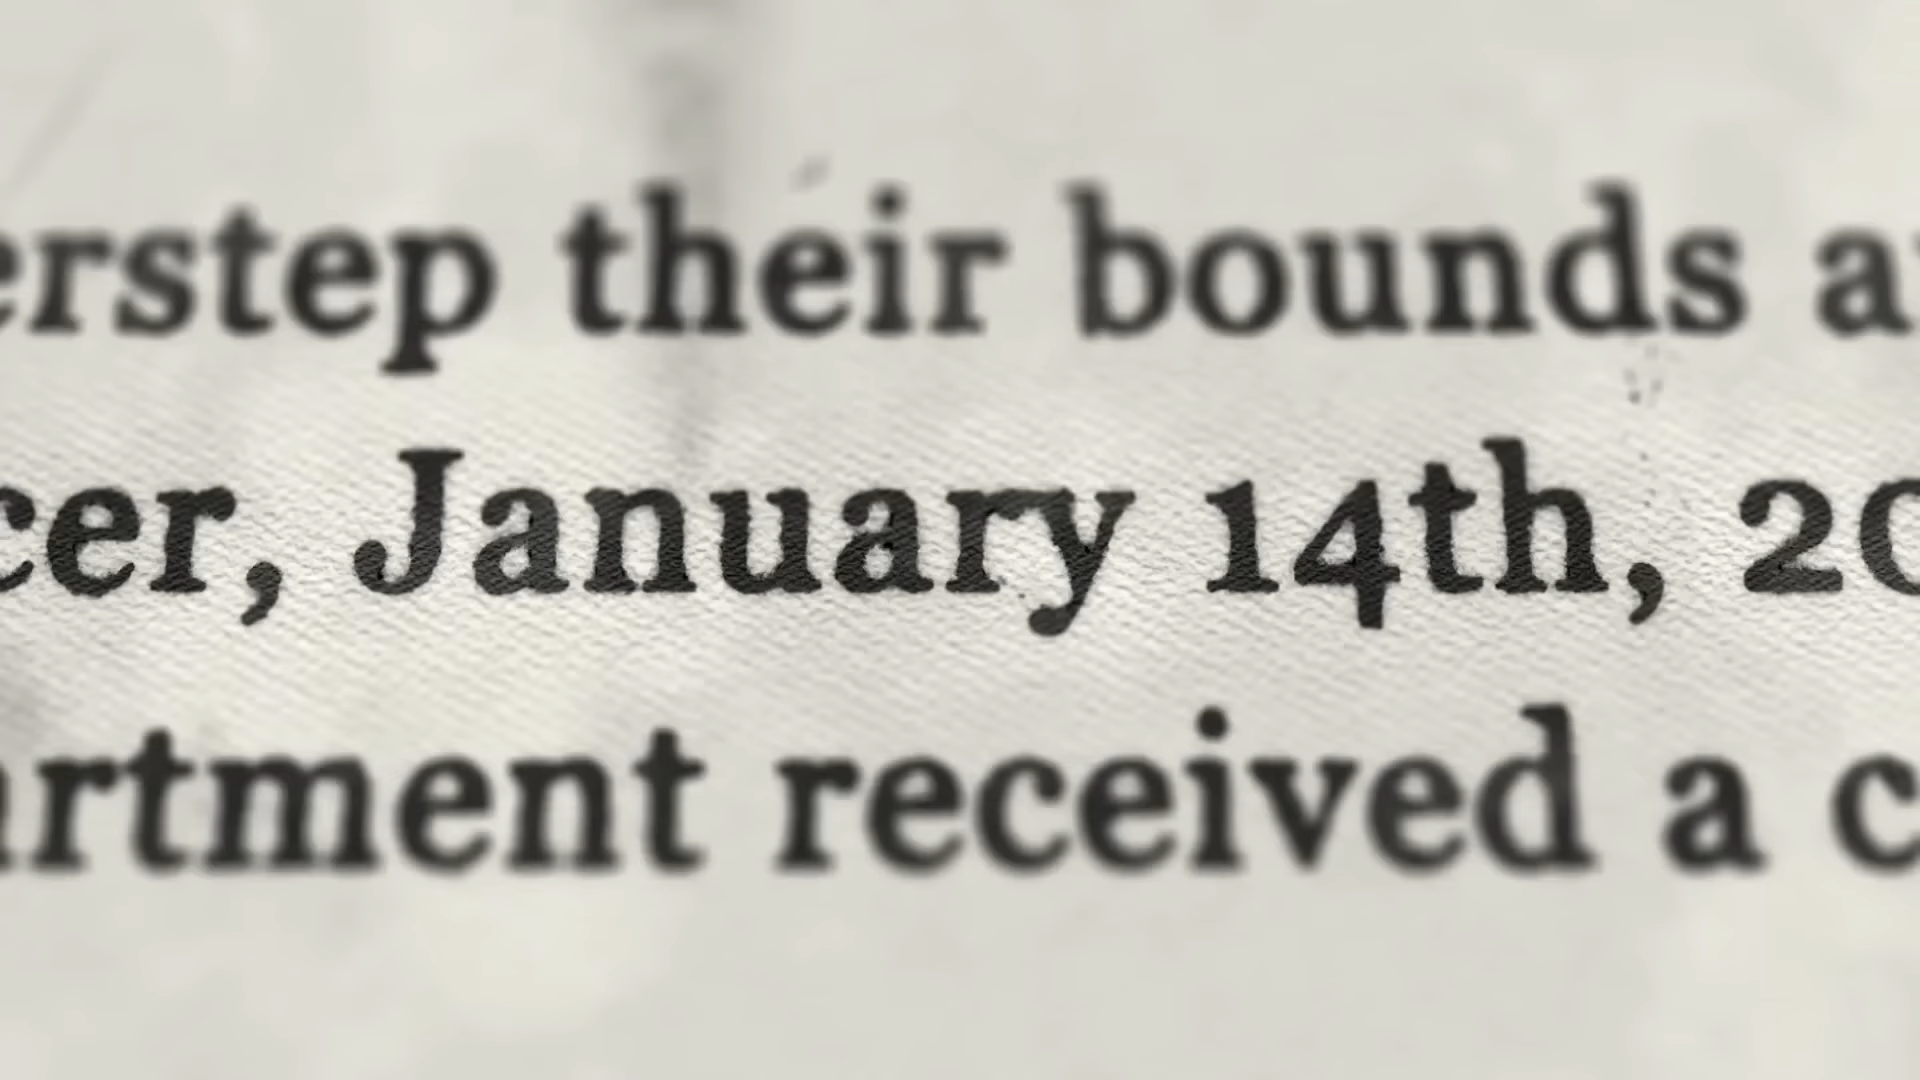 erstep their bounds a
cer, January 14th, 20
artment received a c